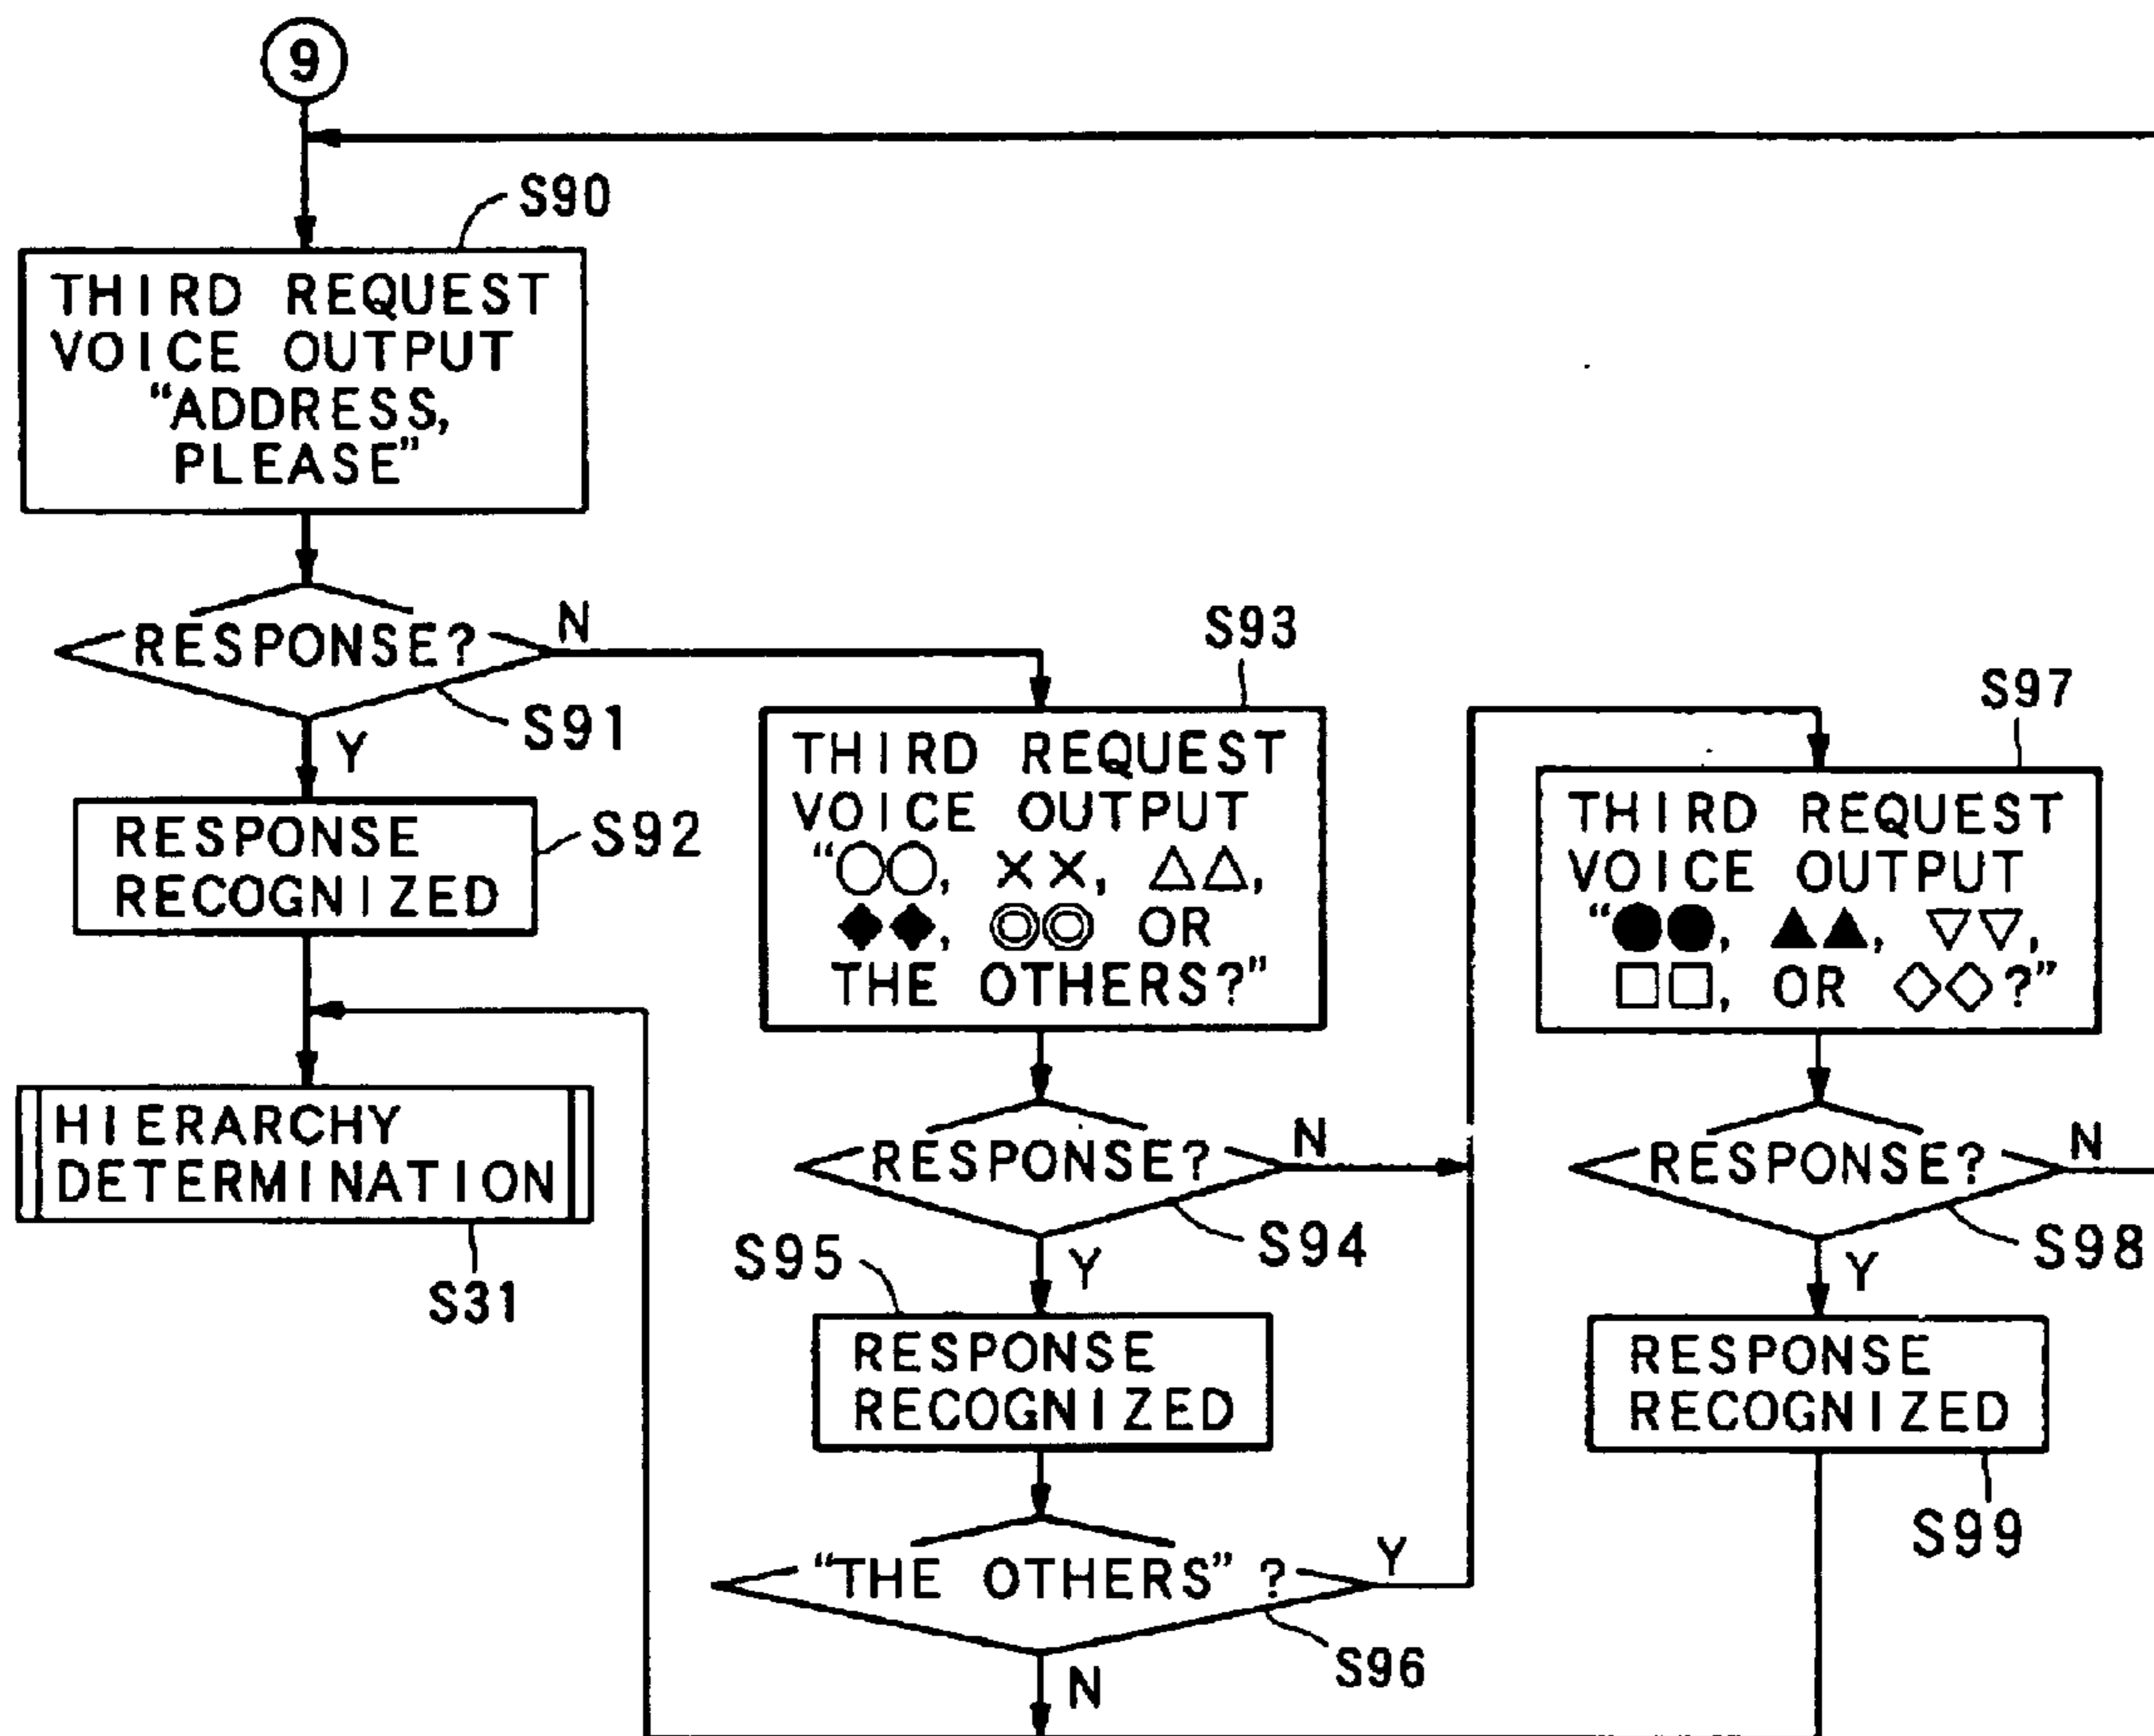 9
S90
THIRD REQUEST
VOICE OUTPUT
“ADDRESS,
PLEASE”
RESPONSE?
N
S91
Y
RESPONSE
RECOGNIZED
S92
HIERARCHY
DETERMINATION
S31
S93
THIRD REQUEST
VOICE OUTPUT
“○○, ××, △△,
◆◆, ◎◎ OR
THE OTHERS?”
RESPONSE?
N
S94
Y
S95
RESPONSE
RECOGNIZED
“THE OTHERS” ?
Y
S96
N
S97
THIRD REQUEST
VOICE OUTPUT
“●●, ▲▲, ▽▽,
□□, OR ◇◇?”
RESPONSE?
N
S98
Y
RESPONSE
RECOGNIZED
S99